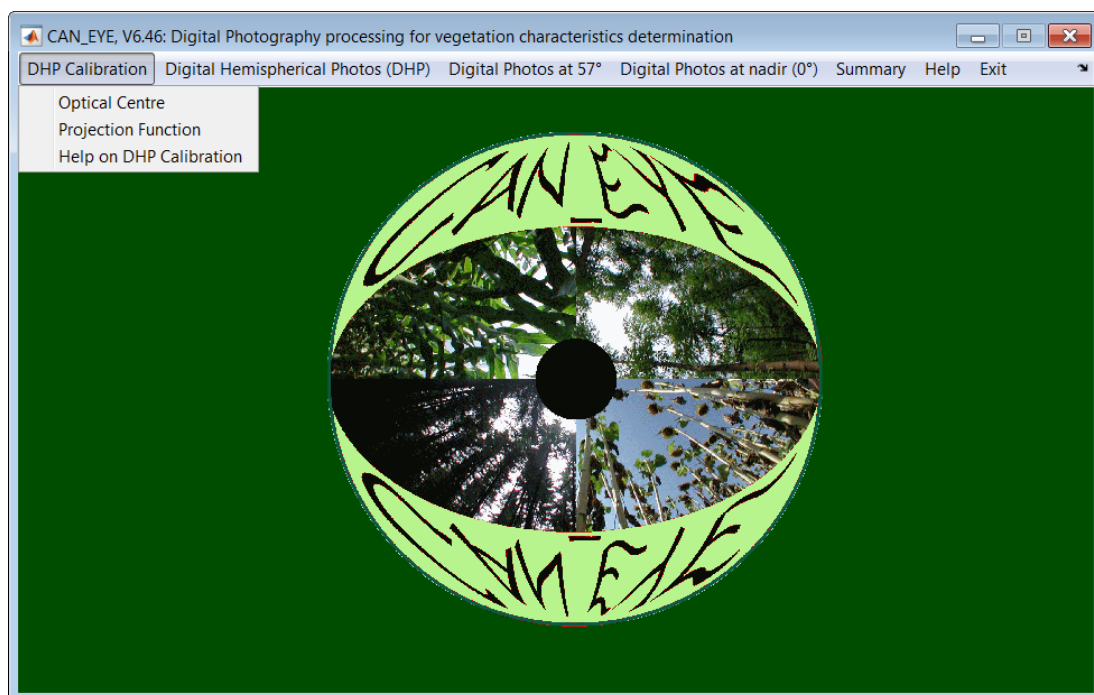 CAN_EYE, V6.46: Digital Photography processing for vegetation characteristics determination
DHP Calibration Digital Hemispherical Photos (DHP) Digital Photos at 57° Digital Photos at nadir (0°) Summary Help Exit
Optical Centre
Projection Function
Help on DHP Calibration
CAN_EYE
CAN_EYE